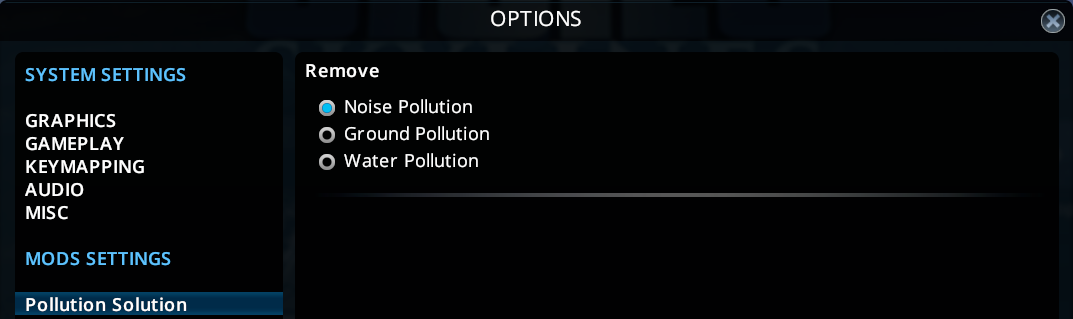 OPTIONS
SYSTEM SETTINGS
GRAPHICS
GAMEPLAY
KEYMAPPING
AUDIO
MISC
MODS SETTINGS
Pollution Solution
Remove
Noise Pollution
Ground Pollution
Water Pollution